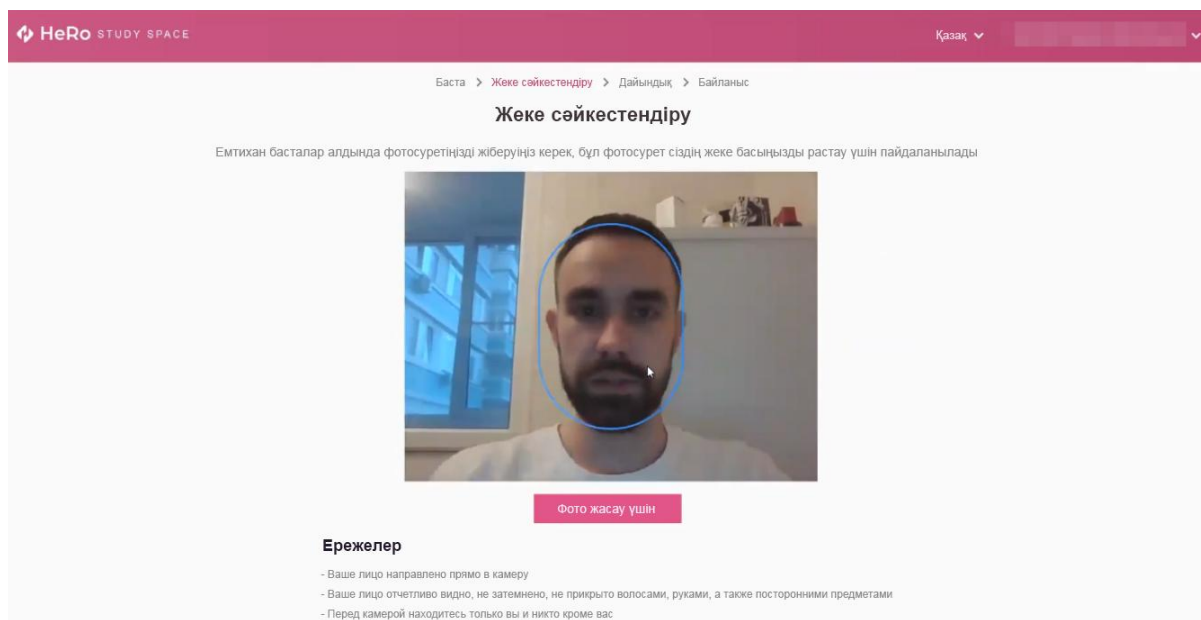 HeRo STUDY SPACE
Қазақ
Баста > Жеке сәйкестендіру > Дайындық > Байланыс
Жеке сәйкестендіру
Емтихан басталар алдында фотосуретіңізді жіберуіңіз керек, бұл фотосурет сіздің жеке басыңызды растау үшін пайдаланылады
Фото жасау үшін
Ережелер
- Ваше лицо направлено прямо в камеру
- Ваше лицо отчетливо видно, не затемнено, не прикрыто волосами, руками, а также посторонними предметами
- Перед камерой находитесь только вы и никто кроме вас